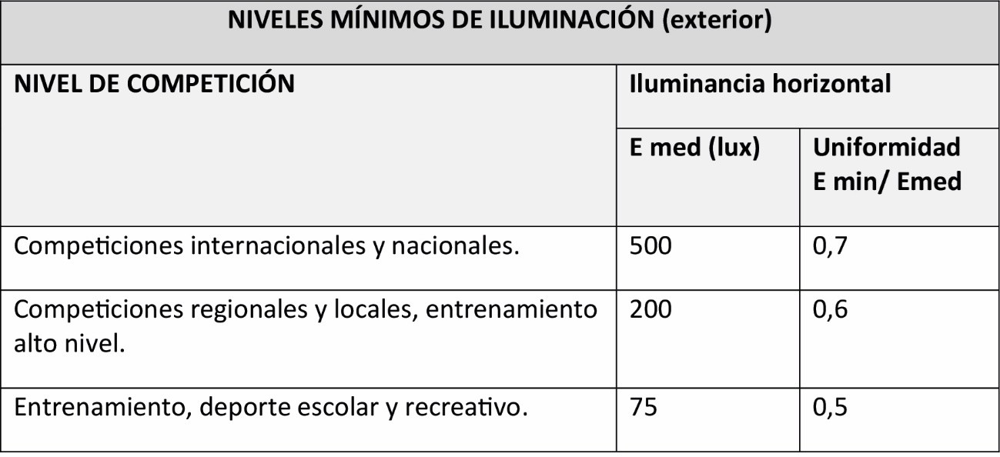 NIVELES MÍNIMOS DE ILUMINACIÓN (exterior)
NIVEL DE COMPETICIÓN
Iluminancia horizontal
E med (lux)
Uniformidad
E min/ Emed
Competiciones internacionales y nacionales.
500
0,7
Competiciones regionales y locales, entrenamiento
alto nivel.
200
0,6
Entrenamiento, deporte escolar y recreativo.
75
0,5